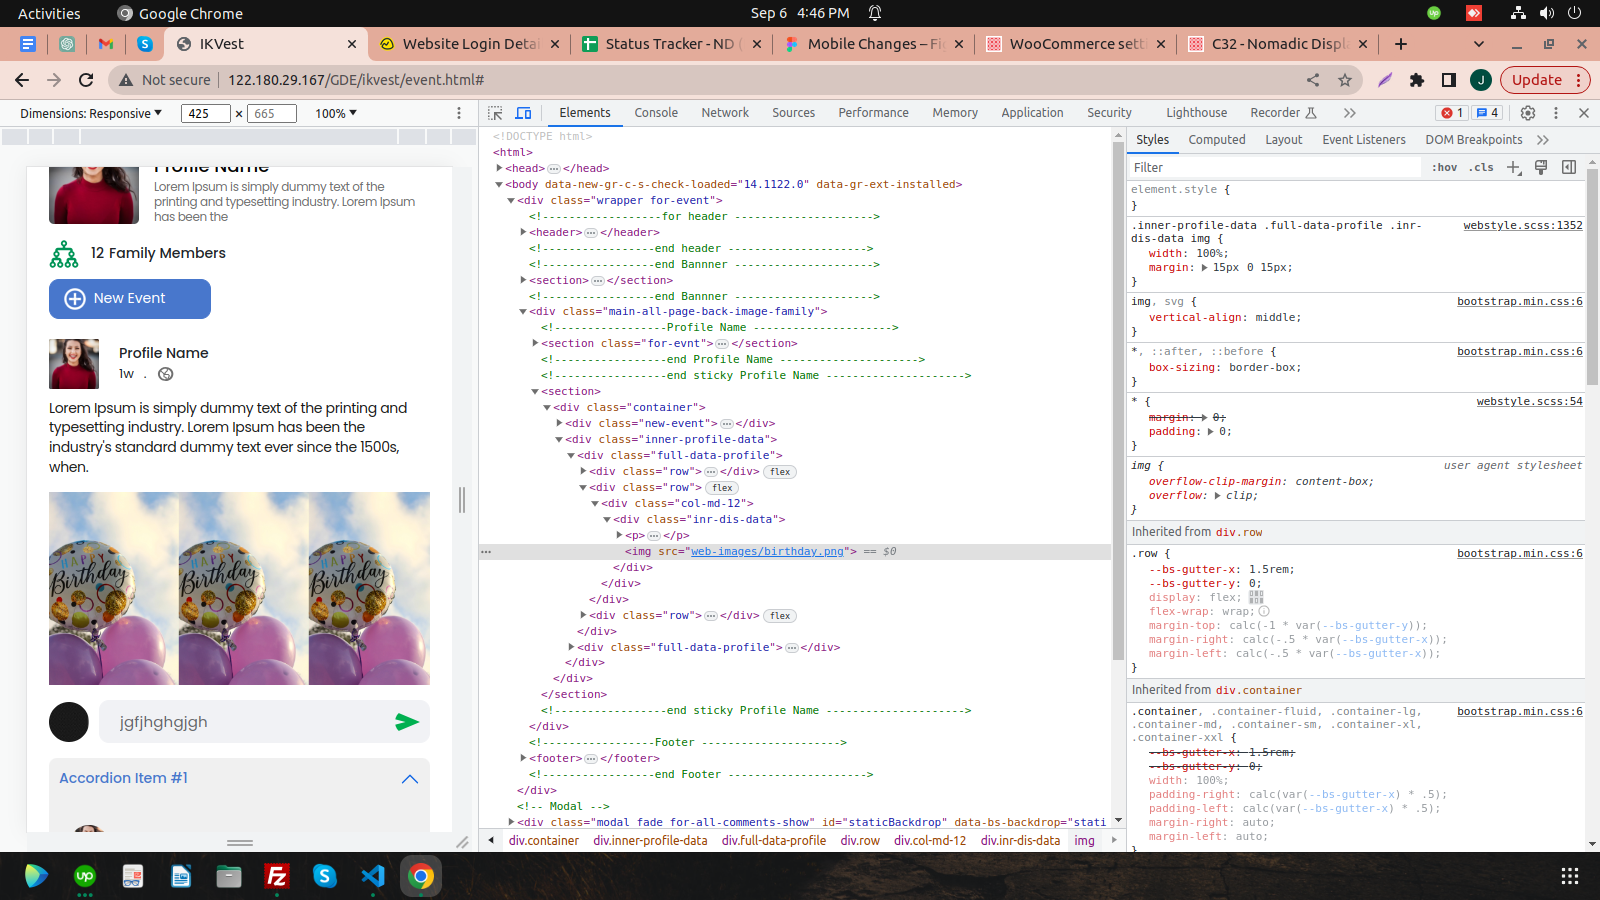 Activities
Google Chrome
Sep 6 4:46 PM
IKVest
Website Login Detai
Status Tracker - ND (
Mobile Changes – Fi
WooCommerce sett
C32 - Nomadic Displa
Not secure
122.180.29.167/GDE/ikvest/event.html#
Update
J
Dimensions: Responsive
425
×
665
100%
Elements
Console
Network
Sources
Performance
Memory
Application
Security
Lighthouse
Recorder
1
4
Profile Name
Lorem Ipsum is simply dummy text of the
printing and typesetting industry. Lorem Ipsum
has been the
12 Family Members
New Event
Profile Name
1w .
Lorem Ipsum is simply dummy text of the printing and
typesetting industry. Lorem Ipsum has been the
industry's standard dummy text ever since the 1500s,
when.
HAPPY Birthday
HAPPY Birthday
HAPPY Birthday
jgfjhghgjgh
Accordion Item #1
<!DOCTYPE html>
<html>
<head> ⋯ </head>
<body data-new-gr-c-s-check-loaded="14.1122.0" data-gr-ext-installed>
<div class="wrapper for-event">
<!------------------for header --------------------->
<header> ⋯ </header>
<!-----------------end header --------------------->
<!-----------------end Bannner --------------------->
<section> ⋯ </section>
<!-----------------end Bannner --------------------->
<div class="main-all-page-back-image-family">
<!-----------------Profile Name --------------------->
<section class="for-evnt"> ⋯ </section>
<!-----------------end Profile Name --------------------->
<!-----------------end sticky Profile Name --------------------->
<section>
<div class="container">
<div class="new-event"> ⋯ </div>
<div class="inner-profile-data">
<div class="full-data-profile">
<div class="row"> ⋯ </div> flex
<div class="row"> flex
<div class="col-md-12">
<div class="inr-dis-data">
<p> ⋯ </p>
<img src="web-images/birthday.png"> == $0
</div>
</div>
</div>
<div class="row"> ⋯ </div> flex
</div>
<div class="full-data-profile"> ⋯ </div>
</div>
</div>
</section>
<!-----------------end sticky Profile Name --------------------->
</div>
<!-----------------Footer --------------------->
<footer> ⋯ </footer>
<!-----------------end Footer --------------------->
</div>
<!-- Modal -->
<div class="modal fade for-all-comments-show" id="staticBackdrop" data-bs-backdrop="stati
div.container
div.inner-profile-data
div.full-data-profile
div.row
div.col-md-12
div.inr-dis-data
img
Styles
Computed
Layout
Event Listeners
DOM Breakpoints
Filter
:hov
.cls
element.style {
}
.inner-profile-data .full-data-profile .inr-
dis-data img {
webstyle.scss:1352
width: 100%;
margin: 15px 0 15px;
}
img, svg {
bootstrap.min.css:6
vertical-align: middle;
}
*, ::after, ::before {
bootstrap.min.css:6
box-sizing: border-box;
}
* {
webstyle.scss:54
margin: 0;
padding: 0;
}
img {
user agent stylesheet
overflow-clip-margin: content-box;
overflow: clip;
}
Inherited from div.row
.row {
bootstrap.min.css:6
--bs-gutter-x: 1.5rem;
--bs-gutter-y: 0;
display: flex;
flex-wrap: wrap;
margin-top: calc(-1 * var(--bs-gutter-y));
margin-right: calc(-.5 * var(--bs-gutter-x));
margin-left: calc(-.5 * var(--bs-gutter-x));
}
Inherited from div.container
.container, .container-fluid, .container-lg,
.container-md, .container-sm, .container-xl,
.container-xxl {
bootstrap.min.css:6
--bs-gutter-x: 1.5rem;
--bs-gutter-y: 0;
width: 100%;
padding-right: calc(var(--bs-gutter-x) * .5);
padding-left: calc(var(--bs-gutter-x) * .5);
margin-right: auto;
margin-left: auto;
}